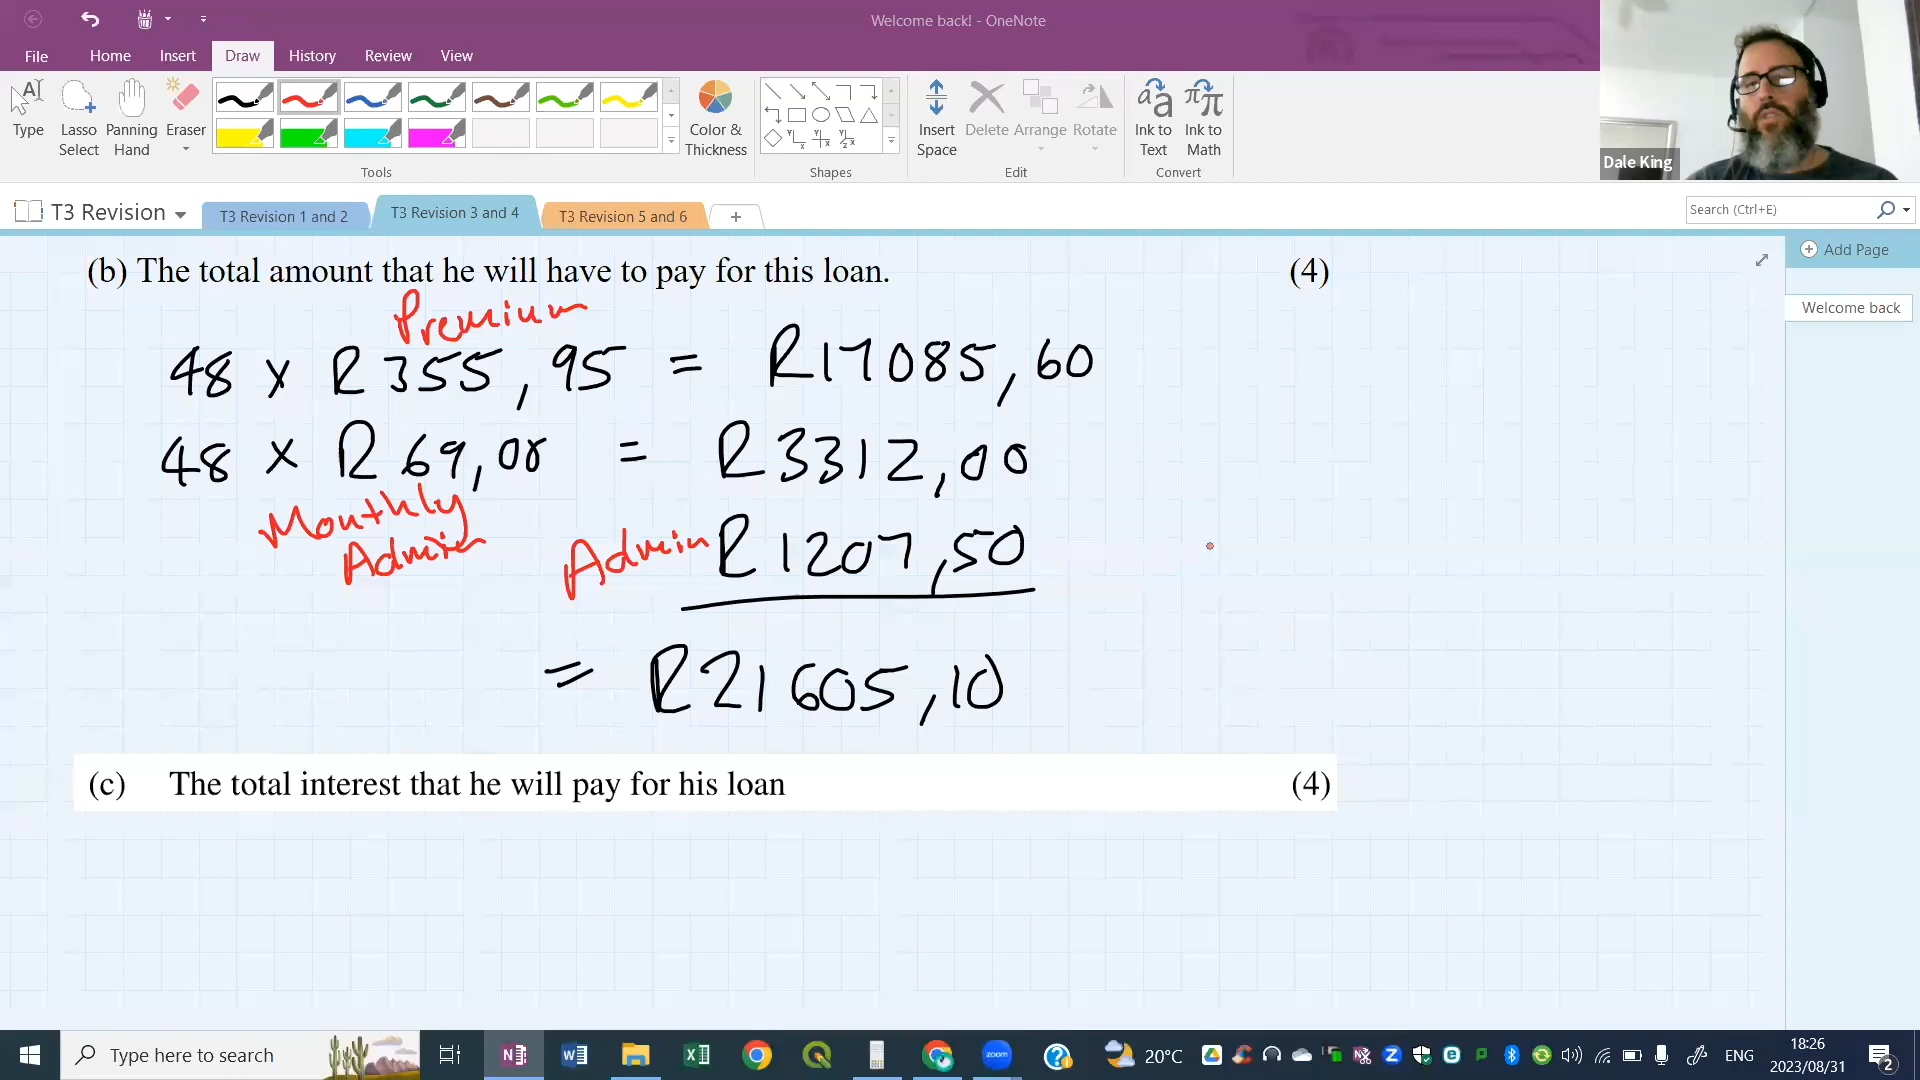 Welcome back! - OneNote
File Home Insert Draw History Review View
Type
Lasso Select
Panning Hand
Eraser
Color & Thickness
Insert Space
Delete
Arrange
Rotate
Ink to Text
Ink to Math
Tools
Shapes
Edit
Convert
Dale King
T3 Revision
T3 Revision 1 and 2
T3 Revision 3 and 4
T3 Revision 5 and 6
Search (Ctrl+E)
Add Page
Welcome back
(b) The total amount that he will have to pay for this loan. (4)
Premium
48 x R355,95 = R17085,60
48 x R69,00 = R3312,00
Monthly Admin
Admin R1207,50
= R21605,10
(c) The total interest that he will pay for his loan (4)
Type here to search
zoom
20°C
ENG
18:26
2023/08/31
2